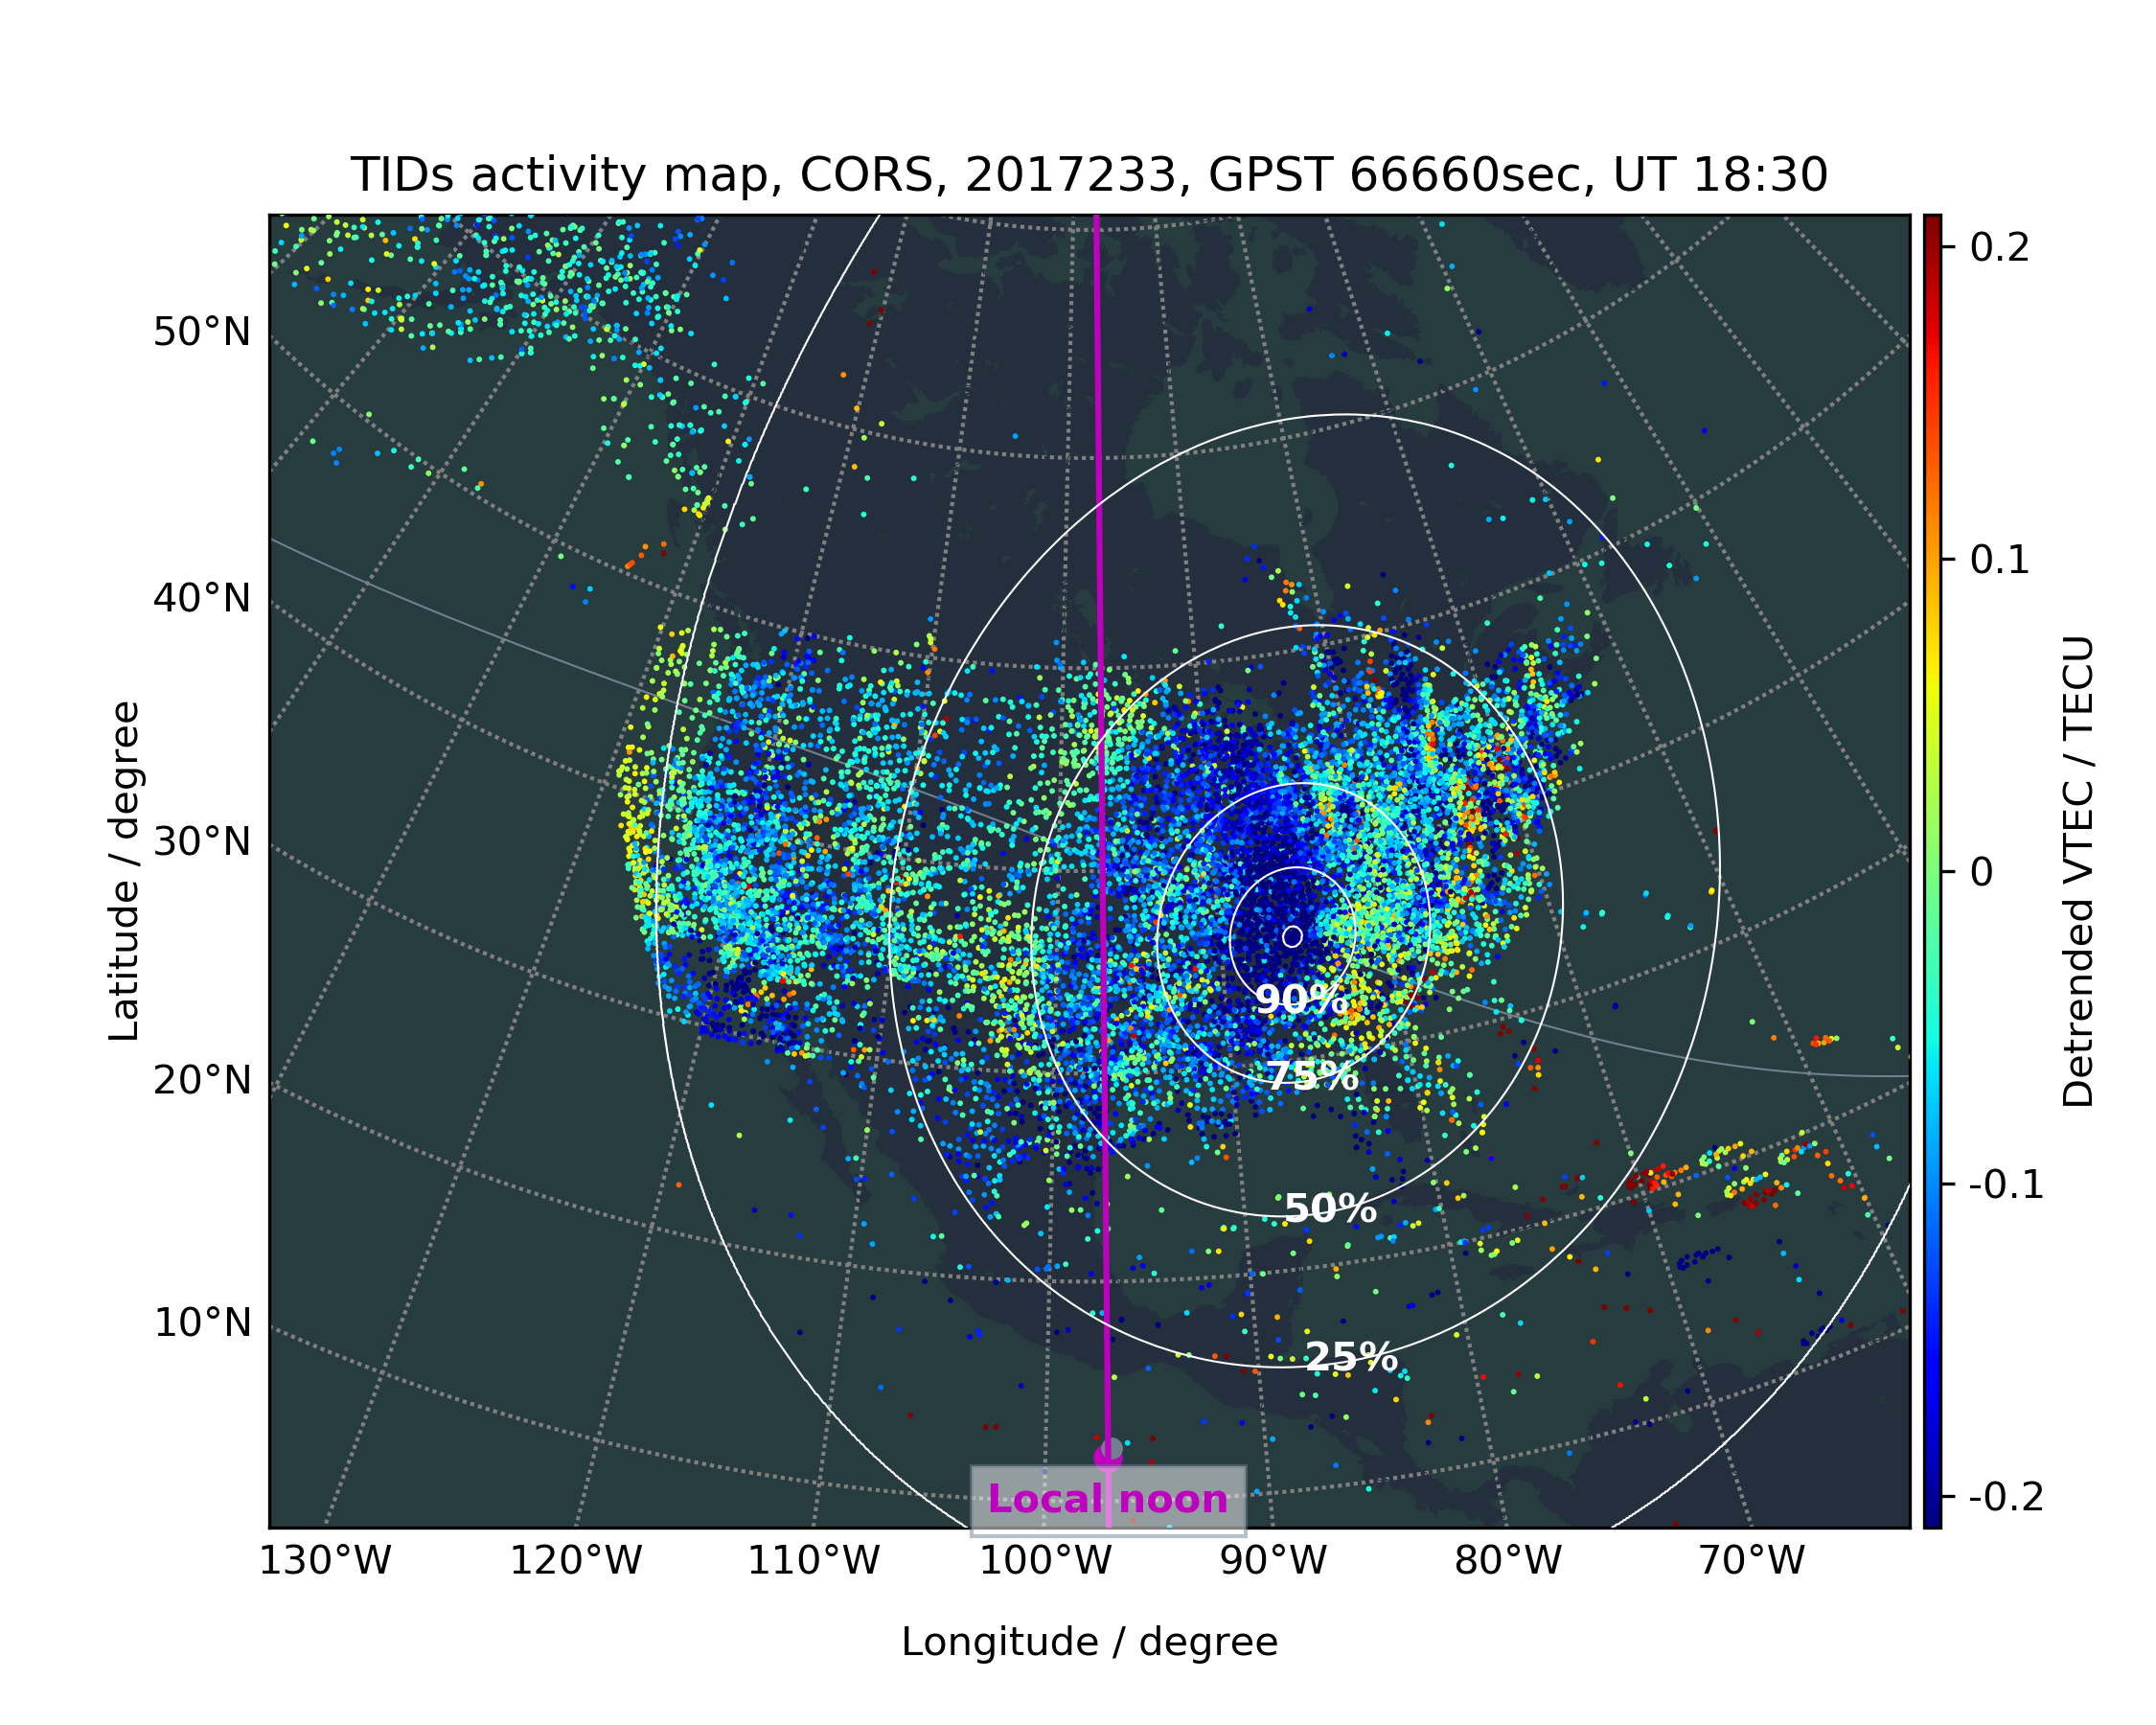 TIDs activity map, CORS, 2017233, GPST 66660sec, UT 18:30
50°N
40°N
30°N
20°N
10°N
Latitude / degree
90%
75%
50%
25%
Local noon
130°W
120°W
110°W
100°W
90°W
80°W
70°W
Longitude / degree
0.2
0.1
0
-0.1
-0.2
Detrended VTEC / TECU